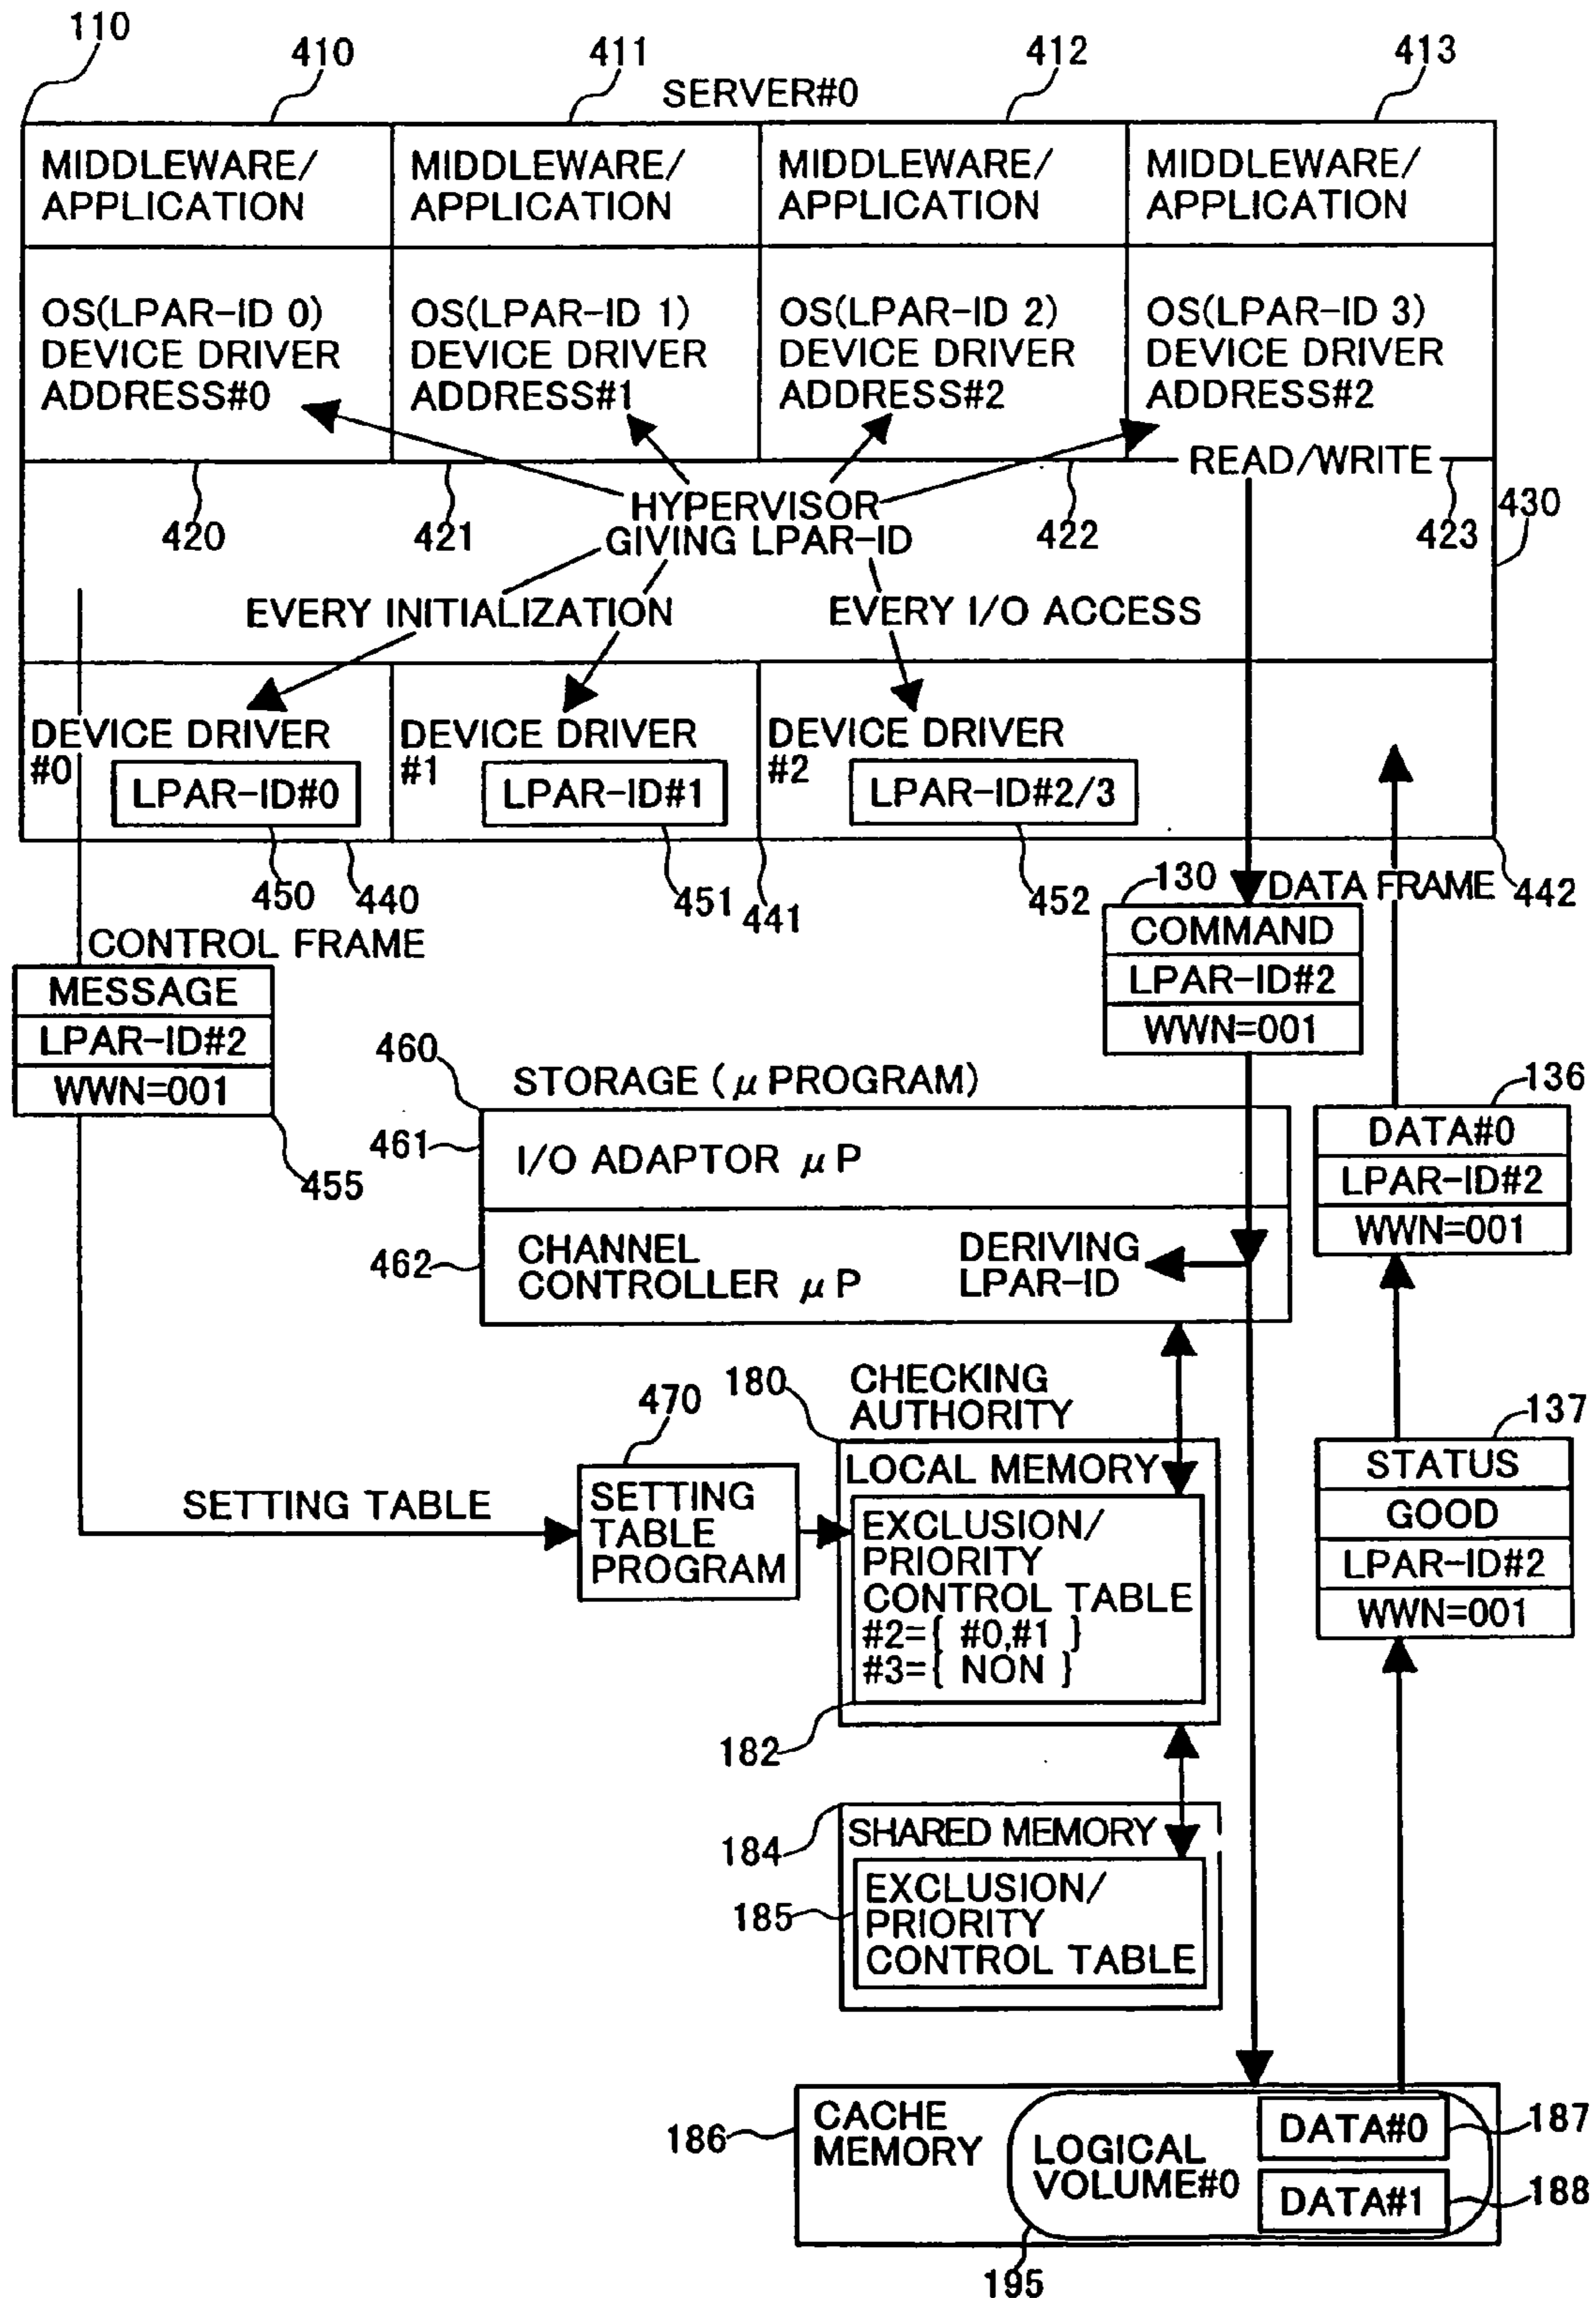 110
410
411
412
413
SERVER#0
MIDDLEWARE/
APPLICATION
MIDDLEWARE/
APPLICATION
MIDDLEWARE/
APPLICATION
MIDDLEWARE/
APPLICATION
OS(LPAR-ID 0)
DEVICE DRIVER
ADDRESS#0
OS(LPAR-ID 1)
DEVICE DRIVER
ADDRESS#1
OS(LPAR-ID 2)
DEVICE DRIVER
ADDRESS#2
OS(LPAR-ID 3)
DEVICE DRIVER
ADDRESS#2
READ/WRITE
420
421
HYPERVISOR
GIVING LPAR-ID
422
423
430
EVERY INITIALIZATION
EVERY I/O ACCESS
DEVICE DRIVER
#0
LPAR-ID#0
DEVICE DRIVER
#1
LPAR-ID#1
DEVICE DRIVER
#2
LPAR-ID#2/3
450
440
451
441
452
130
DATA FRAME
442
CONTROL FRAME
MESSAGE
LPAR-ID#2
WWN=001
455
COMMAND
LPAR-ID#2
WWN=001
460
STORAGE (μ PROGRAM)
461
I/O ADAPTOR μP
462
CHANNEL
CONTROLLER μP
DERIVING
LPAR-ID
136
DATA#0
LPAR-ID#2
WWN=001
180
CHECKING
AUTHORITY
470
SETTING TABLE
SETTING
TABLE
PROGRAM
LOCAL MEMORY
EXCLUSION/
PRIORITY
CONTROL TABLE
#2={ #0,#1 }
#3={ NON }
182
137
STATUS
GOOD
LPAR-ID#2
WWN=001
184
SHARED MEMORY
185
EXCLUSION/
PRIORITY
CONTROL TABLE
186
CACHE
MEMORY
LOGICAL
VOLUME#0
DATA#0
187
DATA#1
188
195